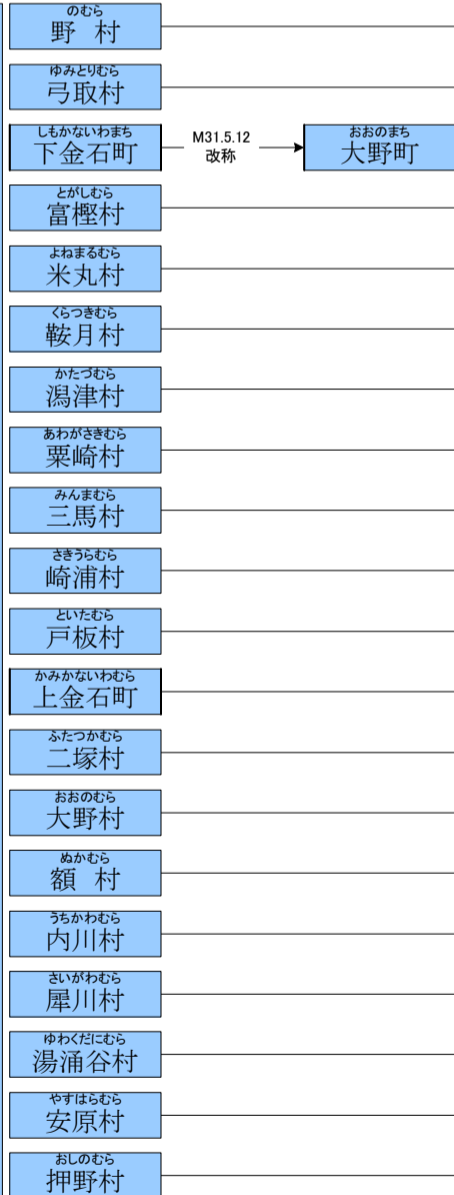 のむら
野 村
ゆみとりむら
弓取村
しもかないわまち
下金石町
M31.5.12
改称
おおのまち
大野町
とがしむら
富樫村
よねまるむら
米丸村
くらつきむら
鞍月村
かたづむら
潟津村
あわがさきむら
粟崎村
みんまむら
三馬村
さきうらむら
崎浦村
といたむら
戸板村
かみかないわむら
上金石町
ふたつかむら
二塚村
おおのむら
大野村
ぬかむら
額 村
うちかわむら
内川村
さいがわむら
犀川村
ゆわくだにむら
湯涌谷村
やすはらむら
安原村
おしのむら
押野村